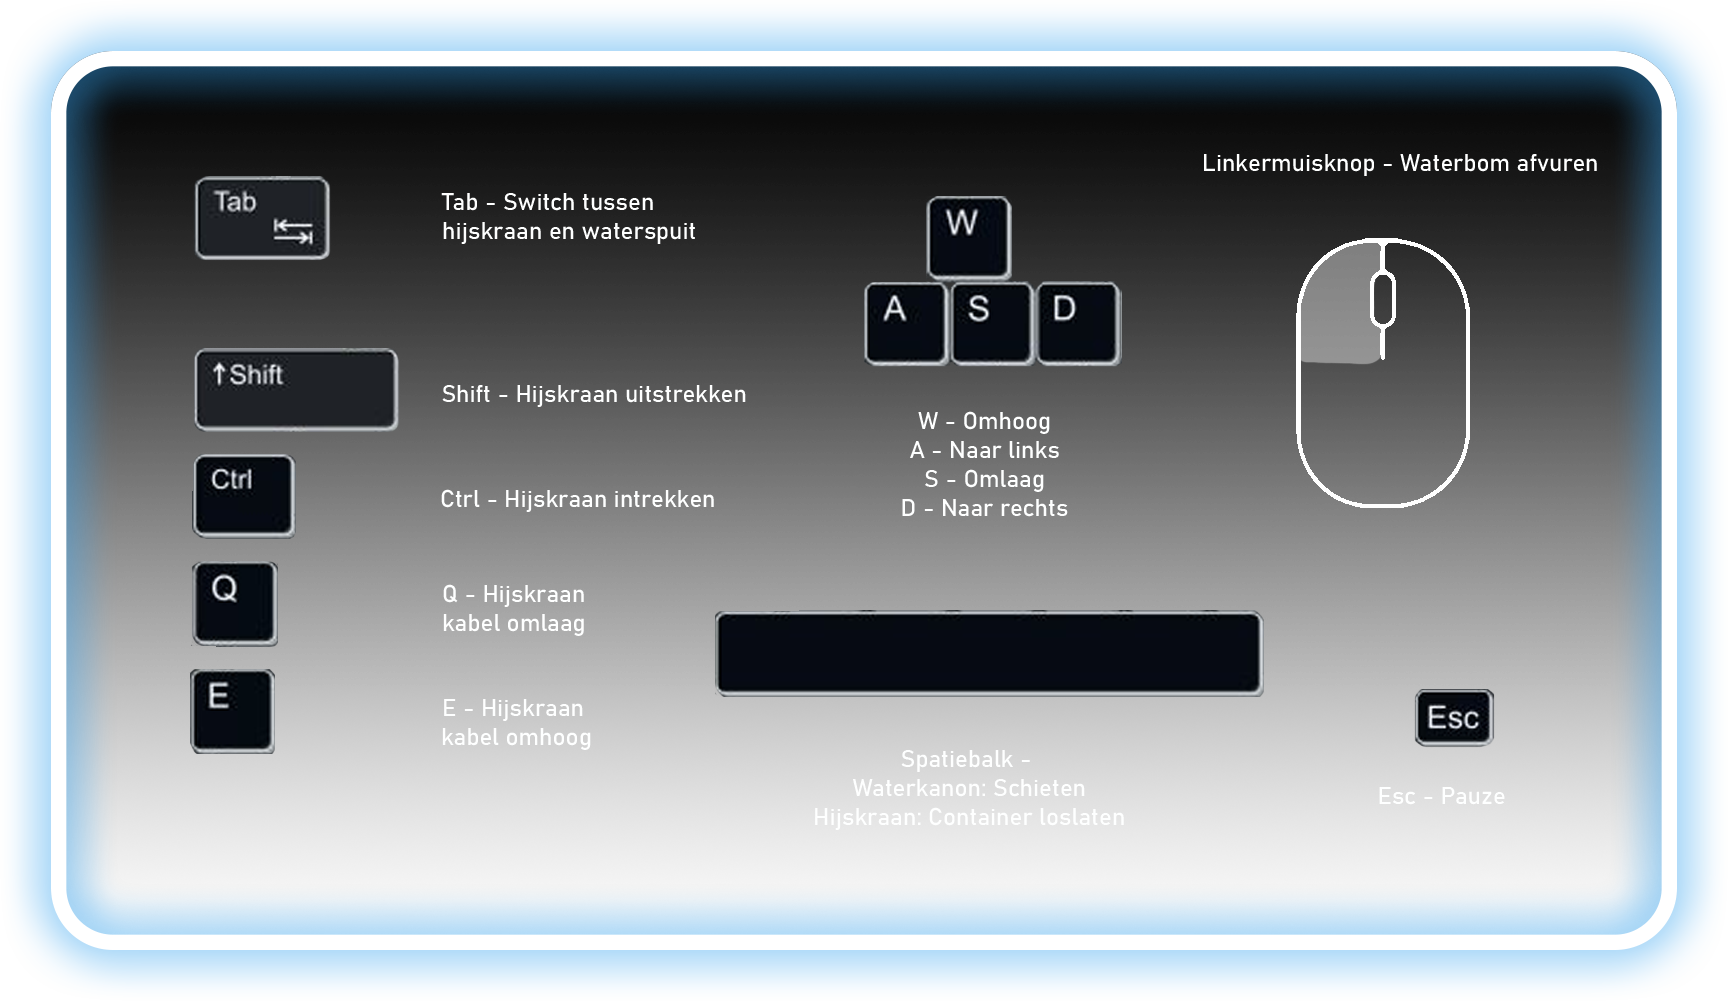 Tab
Tab - Switch tussen
hijskraan en waterspuit
↑Shift
Shift - Hijskraan uitstrekken
Ctrl
Ctrl - Hijskraan intrekken
Q
Q - Hijskraan
kabel omlaag
E
E - Hijskraan
kabel omhoog
W
A S D
W - Omhoog
A - Naar links
S - Omlaag
D - Naar rechts
Spatiebalk -
Waterkanon: Schieten
Hijskraan: Container loslaten
Linkermuisknop - Waterbom afvuren
Esc
Esc - Pauze